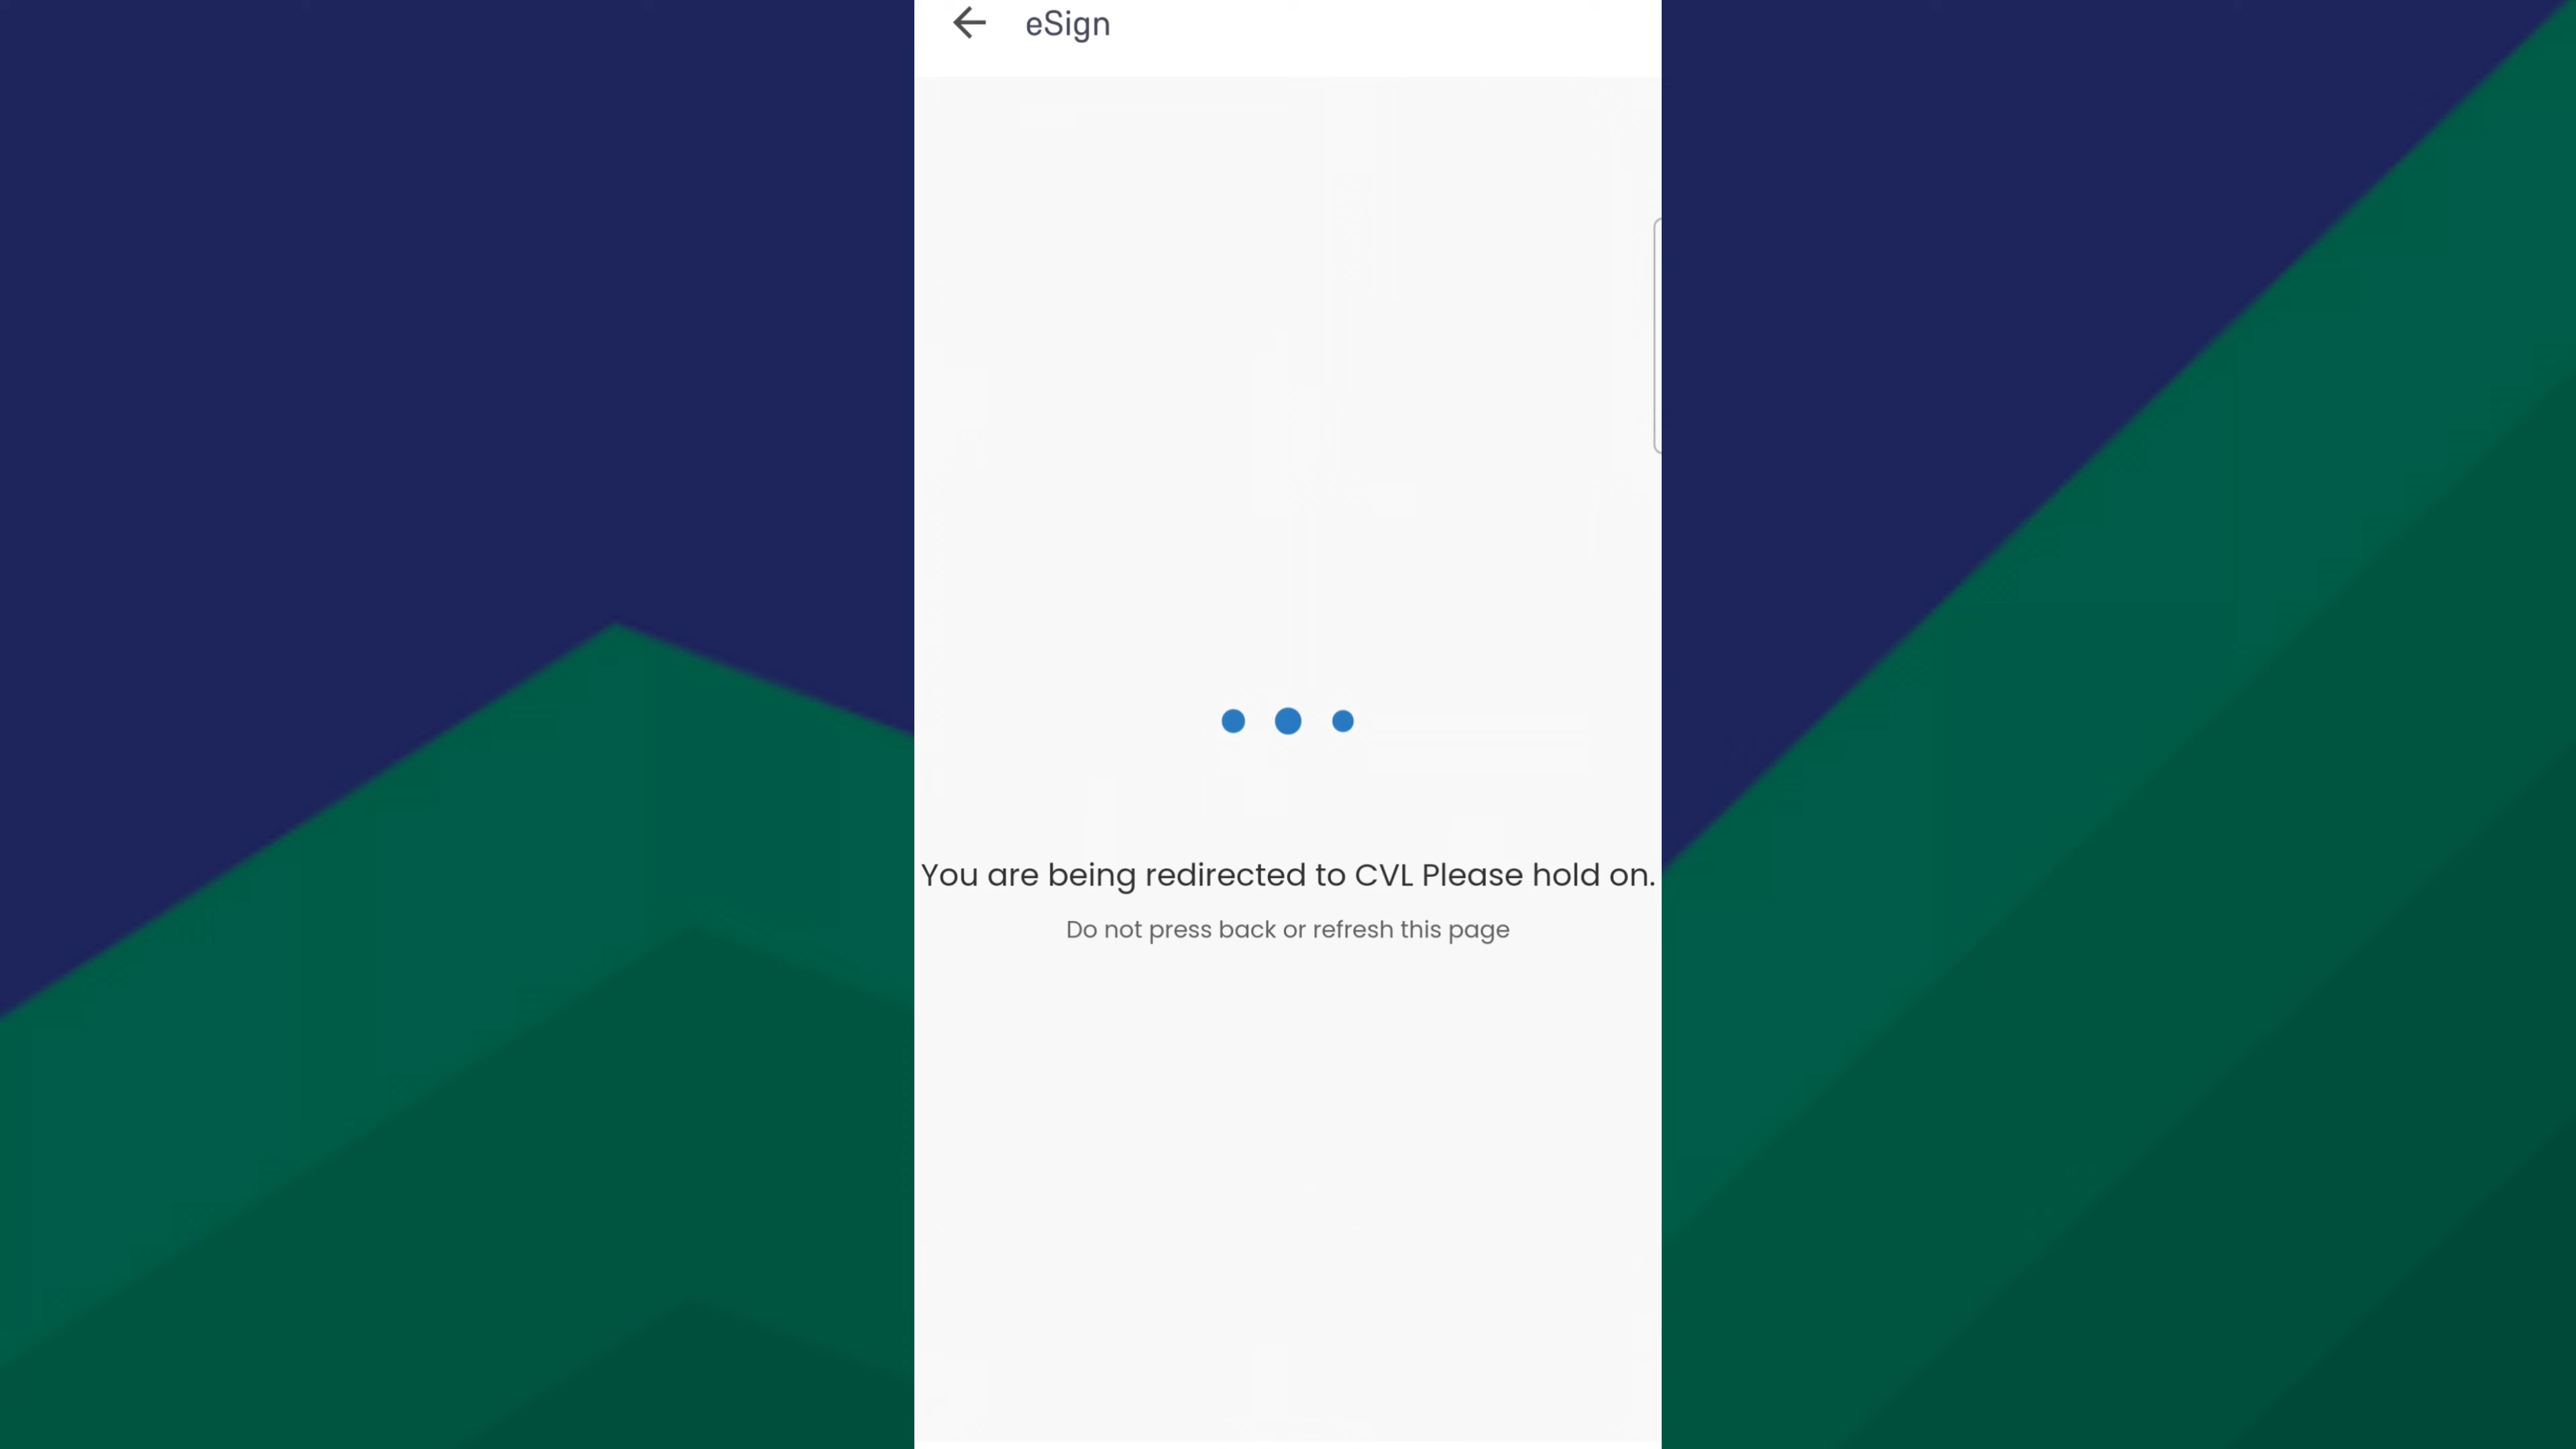 eSign
You are being redirected to CVL Please hold on.
Do not press back or refresh this page